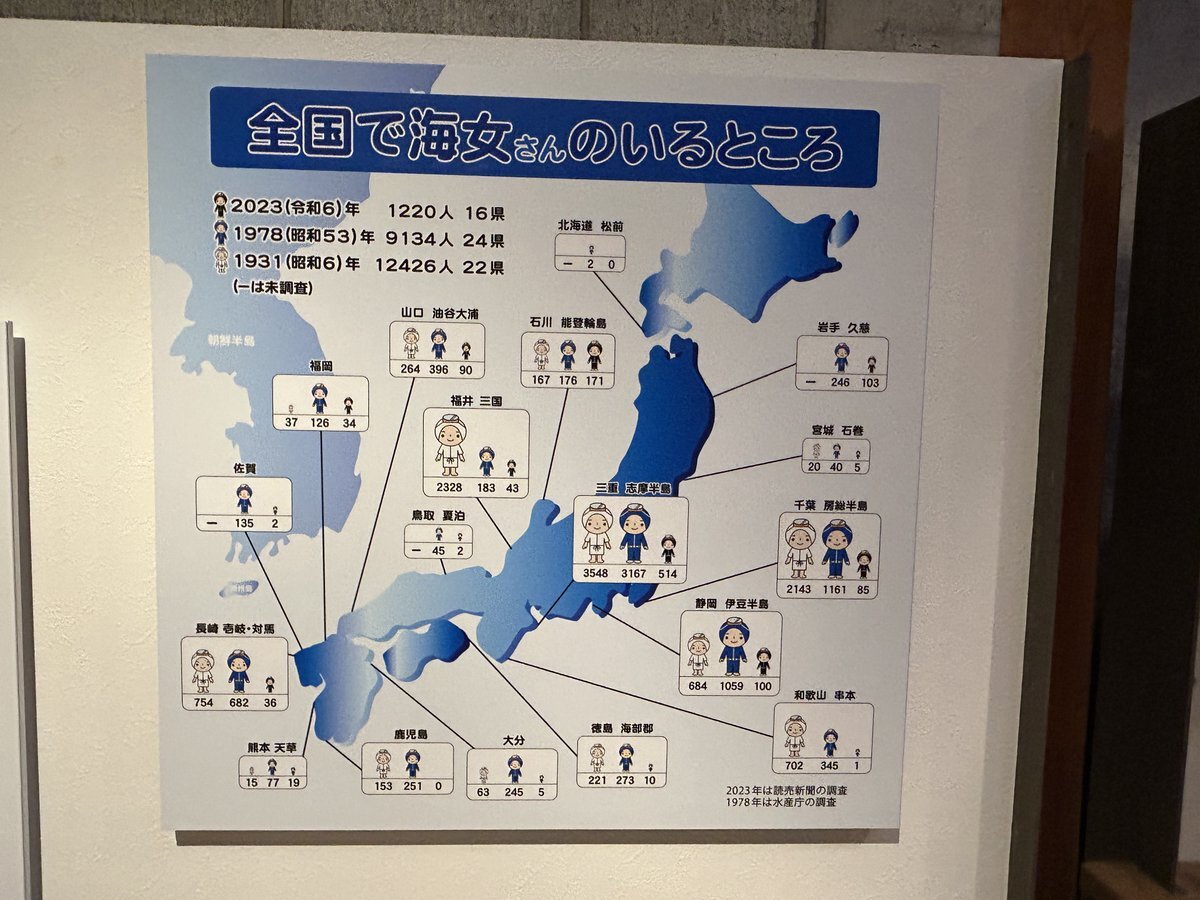 全国で海女さんのいるところ
2023(令和6)年 1220人 16県
1978(昭和53)年 9134人 24県
1931(昭和6)年 12426人 22県
(ーは未調査)
北海道 松前
ー 2 0
山口 油谷大浦
264 396 90
石川 能登輪島
167 176 171
岩手 久慈
ー 246 103
朝鮮半島
福岡
37 126 34
福井 三国
2328 183 43
宮城 石巻
20 40 5
佐賀
ー 135 2
鳥取 夏泊
ー 45 2
三重 志摩半島
3548 3167 514
千葉 房総半島
2143 1161 85
静岡 伊豆半島
684 1059 100
長崎 壱岐・対馬
754 682 36
和歌山 串本
702 345 1
熊本 天草
15 77 19
鹿児島
153 251 0
大分
63 245 5
徳島 海部郡
221 273 10
2023年は読売新聞の調査
1978年は水産庁の調査